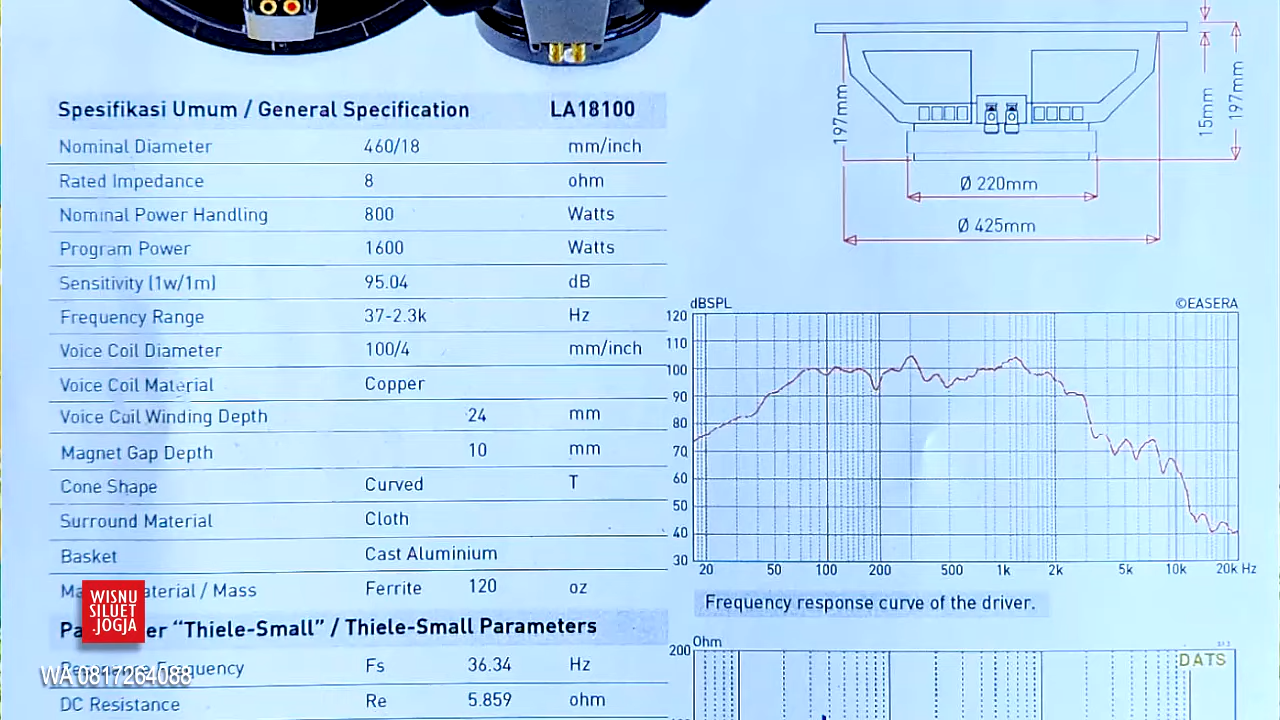 Spesifikasi Umum / General Specification LA18100
Nominal Diameter 460/18 mm/inch
Rated Impedance 8 ohm
Nominal Power Handling 800 Watts
Program Power 1600 Watts
Sensitivity (1w/1m) 95.04 dB
Frequency Range 37-2.3k Hz
Voice Coil Diameter 100/4 mm/inch
Voice Coil Material Copper
Voice Coil Winding Depth 24 mm
Magnet Gap Depth 10 mm
Cone Shape Curved T
Surround Material Cloth
Basket Cast Aluminium
Material / Mass Ferrite 120 oz
"Thiele-Small" / Thiele-Small Parameters
Frequency Fs 36.34 Hz
DC Resistance Re 5.859 ohm
WISNU
SILUET
.JOGJA
WA 0817264088
197mm
15mm
197mm
Ø 220mm
Ø 425mm
dBSPL ©EASERA
120
110
100
90
80
70
60
50
40
30
20 50 100 200 500 1k 2k 5k 10k 20k Hz
Frequency response curve of the driver.
200 Ohm
DATS